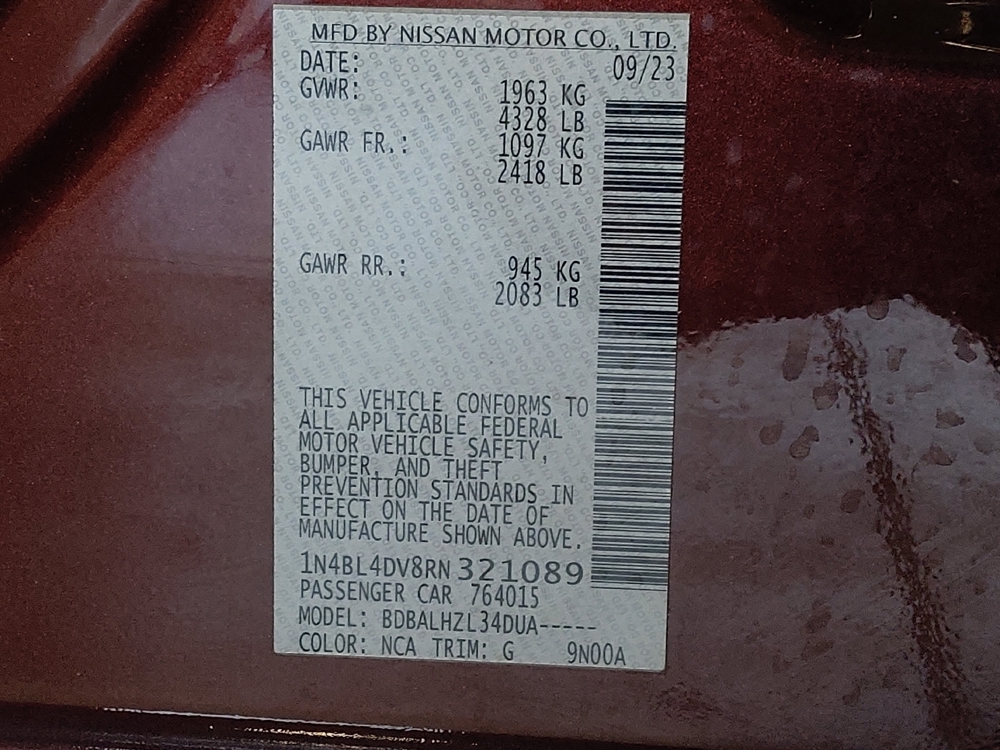 MFD BY NISSAN MOTOR CO., LTD.
DATE: 09/23
GVWR: 1963 KG
4328 LB
GAWR FR.: 1097 KG
2418 LB
GAWR RR.: 945 KG
2083 LB
THIS VEHICLE CONFORMS TO
ALL APPLICABLE FEDERAL
MOTOR VEHICLE SAFETY,
BUMPER, AND THEFT
PREVENTION STANDARDS IN
EFFECT ON THE DATE OF
MANUFACTURE SHOWN ABOVE.
1N4BL4DV8RN 321089
PASSENGER CAR 764015
MODEL: BDBALHZL34DUA-----
COLOR: NCA TRIM: G 9N00A